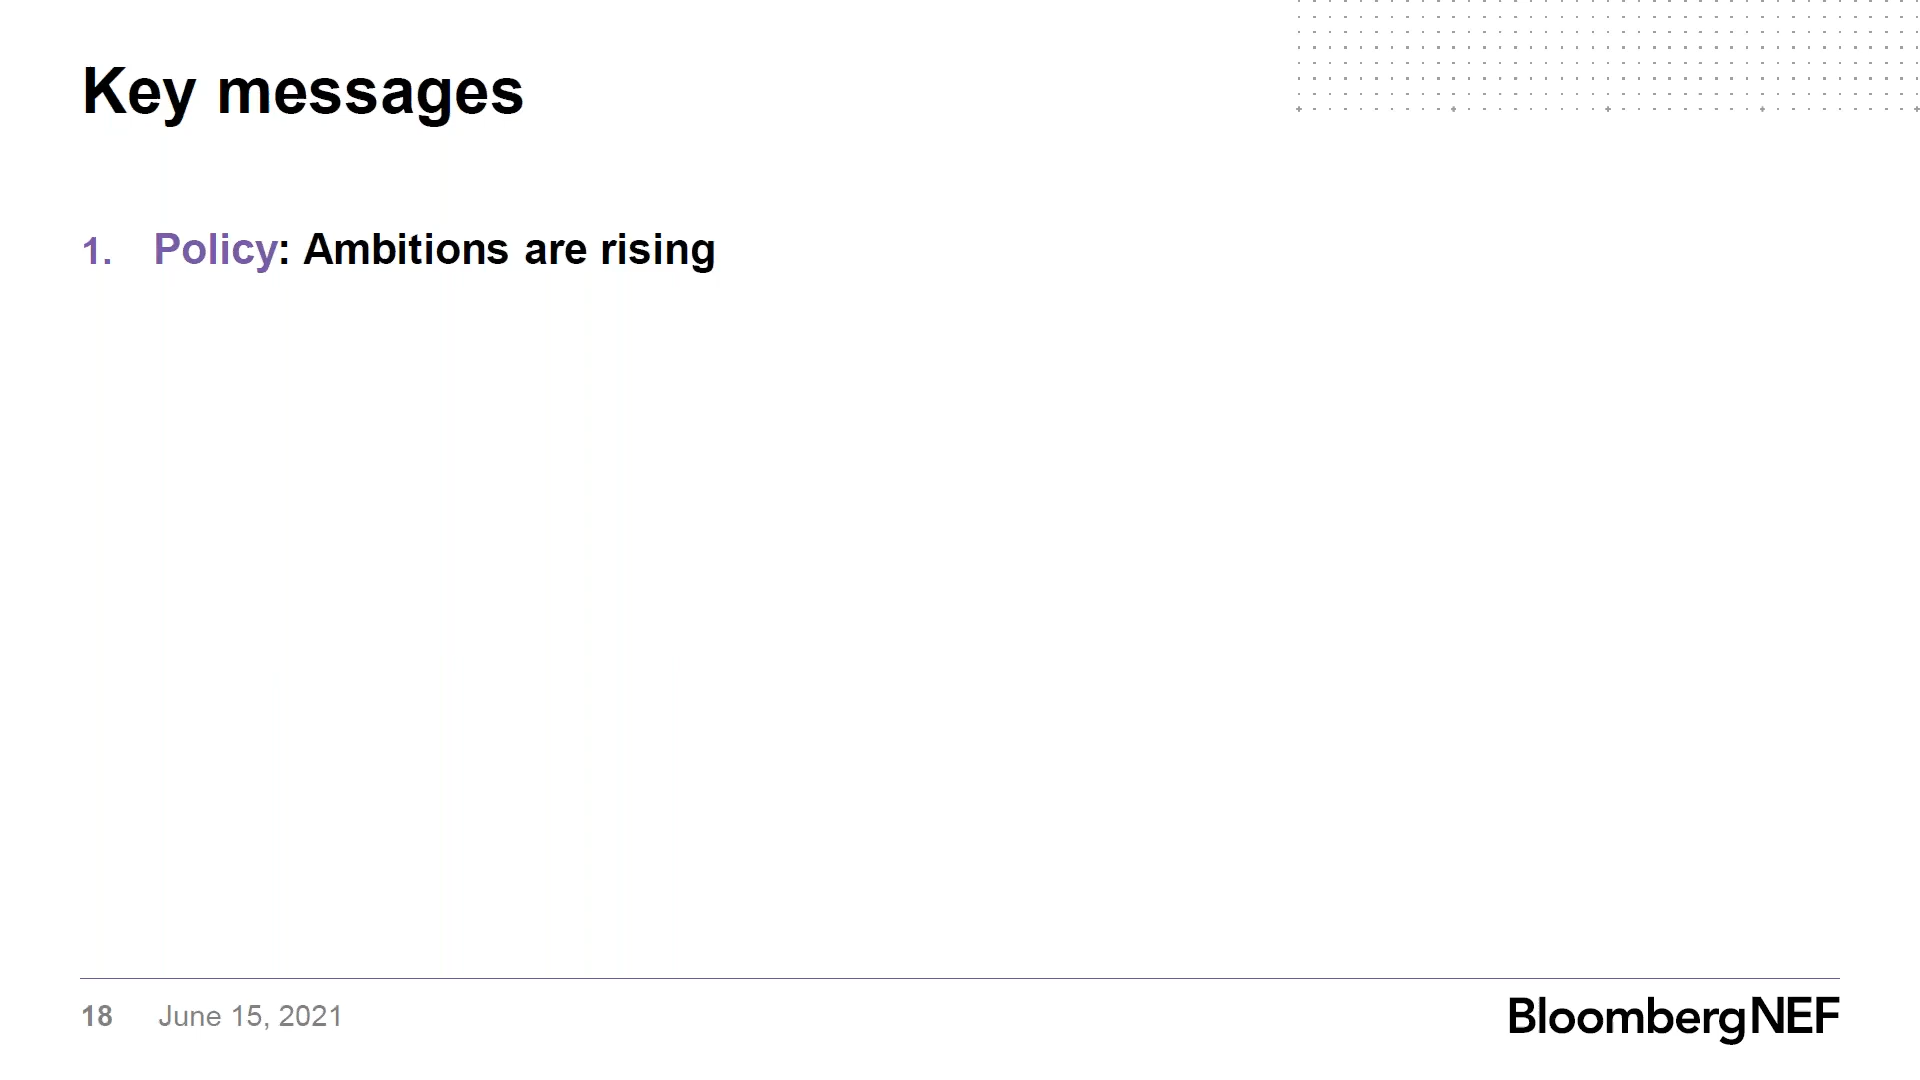 Key messages
1. Policy: Ambitions are rising
18 June 15, 2021
BloombergNEF